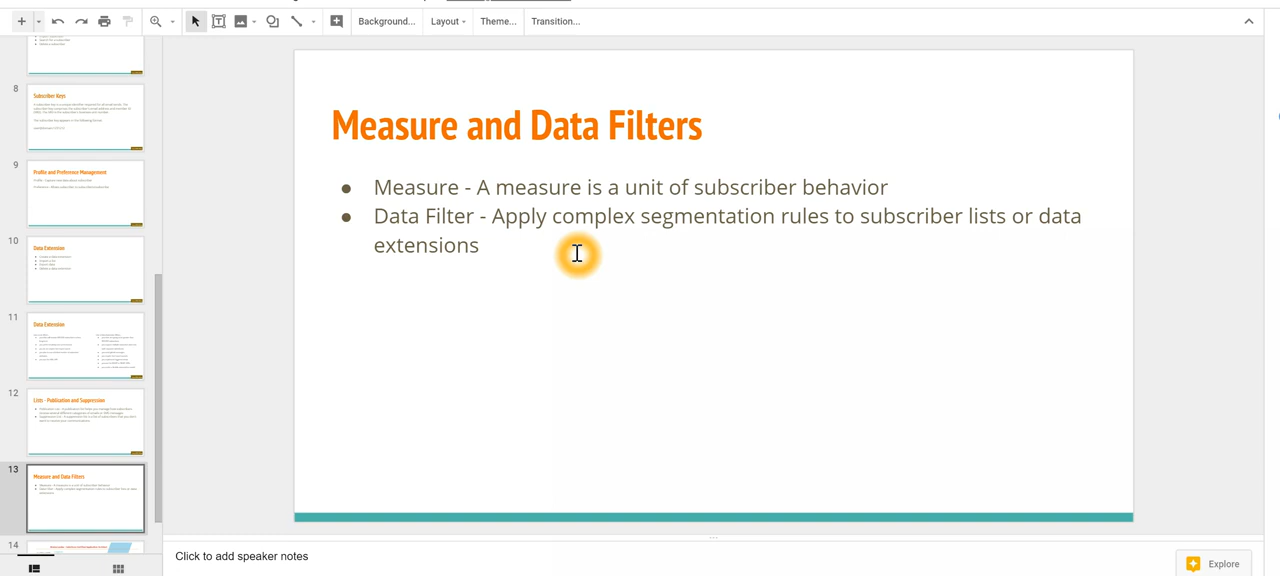 Background...
Layout
Theme...
Transition...
8
Subscriber Keys
9
Profile and Preference Management
10
Data Extension
11
Data Extension
12
Lists - Publication and Suppression
13
Measure and Data Filters
14
Measure and Data Filters
● Measure - A measure is a unit of subscriber behavior
● Data Filter - Apply complex segmentation rules to subscriber lists or data
extensions
Click to add speaker notes
Explore